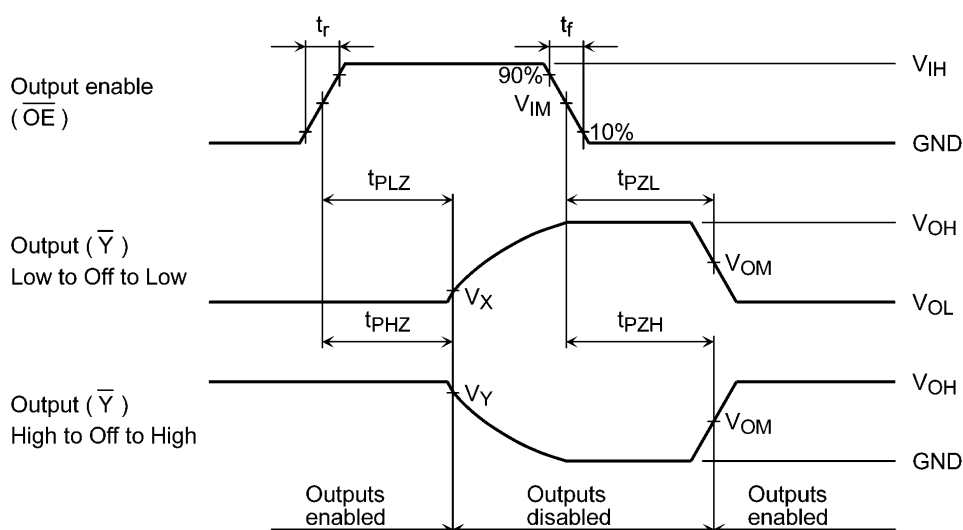 tr
tf
VIH
Output enable
(OE)
90%
VIM
10%
GND
tPLZ
tPZL
VOH
Output (Y)
Low to Off to Low
VX
VOM
VOL
tPHZ
tPZH
VOH
Output (Y)
High to Off to High
VY
VOM
GND
Outputs
enabled
Outputs
disabled
Outputs
enabled